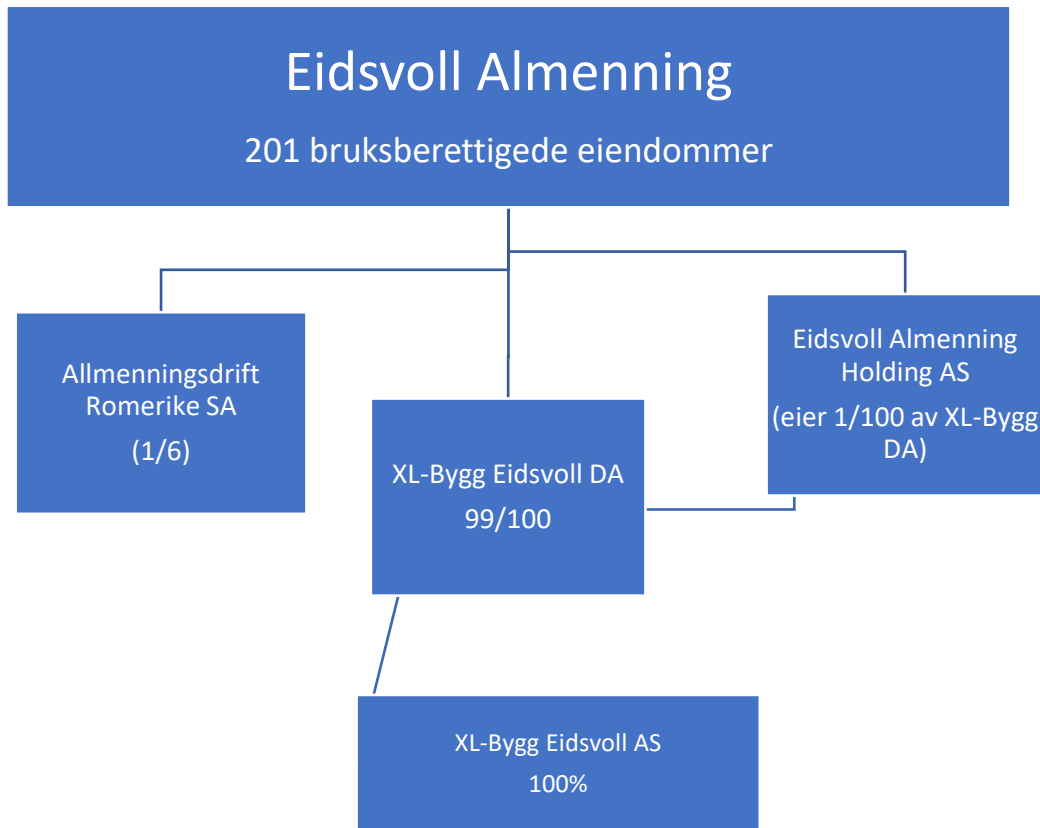 Eidsvoll Almenning
201 bruksberettigede eiendommer
Allmenningsdrift
Romerike SA
(1/6)
XL-Bygg Eidsvoll DA
99/100
Eidsvoll Almenning
Holding AS
(eier 1/100 av XL-Bygg
DA)
XL-Bygg Eidsvoll AS
100%